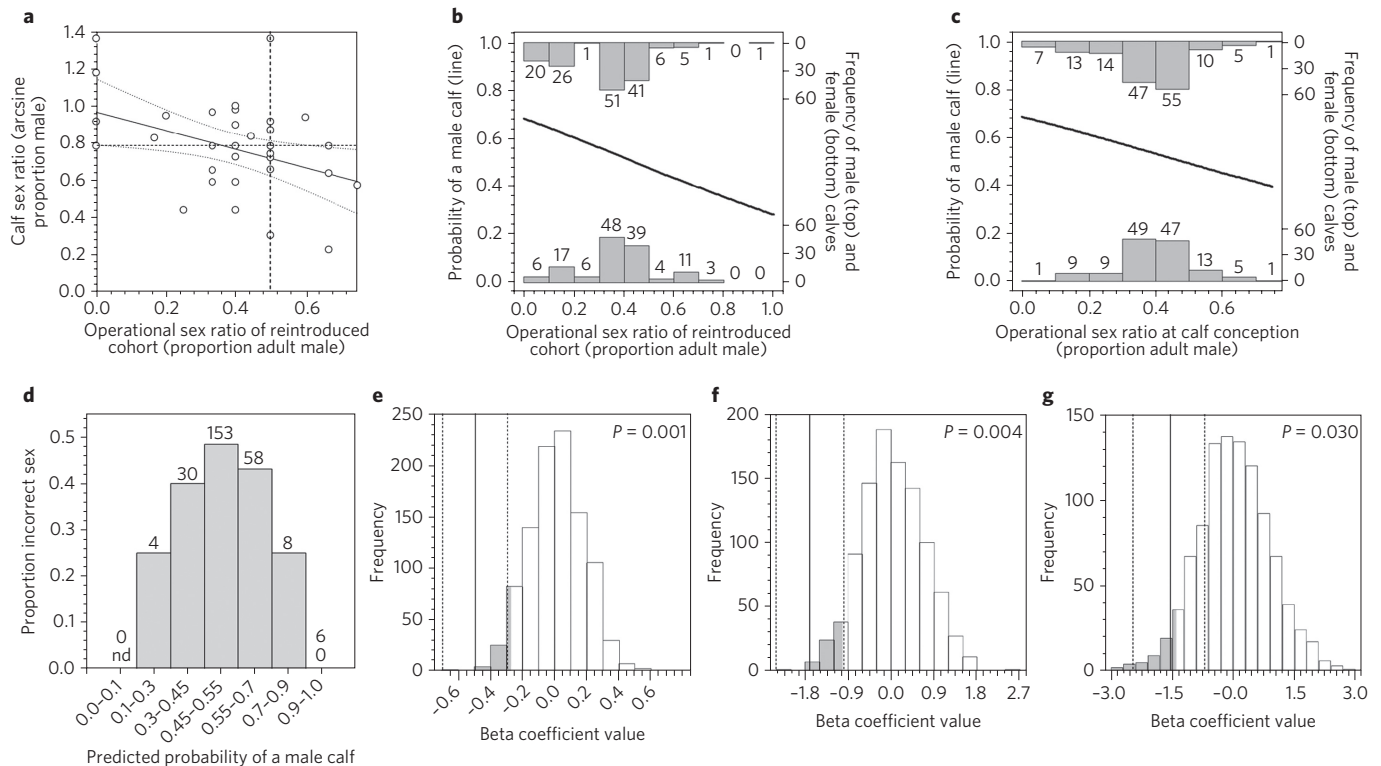 a
1.4
1.2
1.0
0.8
0.6
0.4
0.2
0.0
0.0 0.2 0.4 0.6
Calf sex ratio (arcsine
proportion male)
Operational sex ratio of reintroduced
cohort (proportion adult male)
b
1.0
0.8
0.6
0.4
0.2
0.0
Probability of a male calf (line)
20 26 1 51 41 6 5 1 0 1
6 17 6 48 39 4 11 3 0 0
0
30
60
60
30
0
Frequency of male (top) and
female (bottom) calves
0.0 0.2 0.4 0.6 0.8 1.0
Operational sex ratio of reintroduced
cohort (proportion adult male)
c
1.0
0.8
0.6
0.4
0.2
0.0
Probability of a male calf (line)
7 13 14 47 55 10 5 1
1 9 9 49 47 13 5 1
0
30
60
60
30
0
Frequency of male (top) and
female (bottom) calves
0.0 0.2 0.4 0.6
Operational sex ratio at calf conception
(proportion adult male)
d
0.5
0.4
0.3
0.2
0.1
0.0
Proportion incorrect sex
0
nd
4
30
153
58
8
6
0
0.0–0.1
0.1–0.3
0.3–0.45
0.45–0.55
0.55–0.7
0.7–0.9
0.9–1.0
Predicted probability of a male calf
e
250
200
150
100
50
0
Frequency
P = 0.001
–0.6 –0.4 –0.2 0.0 0.2 0.4 0.6
Beta coefficient value
f
200
150
100
50
0
Frequency
P = 0.004
–1.8 –0.9 0.0 0.9 1.8 2.7
Beta coefficient value
g
150
100
50
0
Frequency
P = 0.030
–3.0 –1.5 –0.0 1.5 3.0
Beta coefficient value